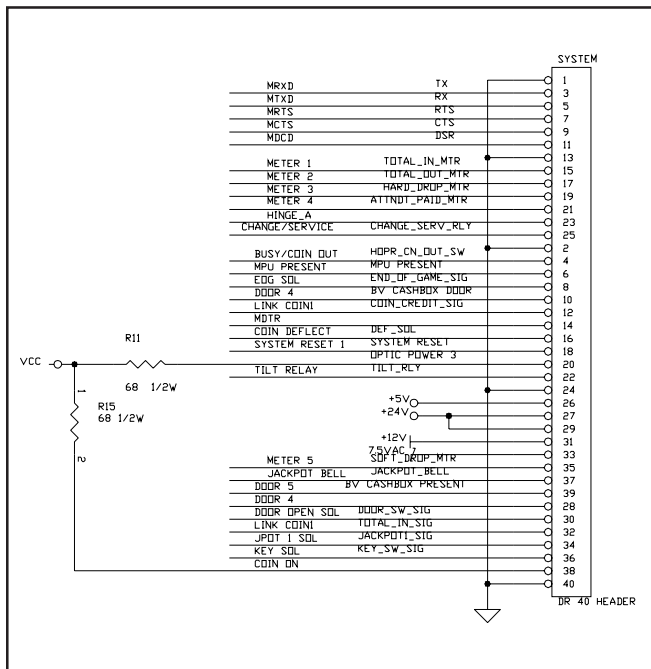 SYSTEM
1
MRXD TX
3
MTXD RX
5
MRTS RTS
7
MCTS CTS
9
MDCD DSR
11
13
METER 1 TOTAL_IN_MTR
15
METER 2 TOTAL_OUT_MTR
17
METER 3 HARD_DROP_MTR
19
METER 4 ATTNDT_PAID_MTR
21
HINGE_A
23
CHANGE/SERVICE CHANGE_SERV_RLY
25
2
BUSY/COIN OUT HOPR_CN_OUT_SW
4
MPU PRESENT MPU PRESENT
6
EOG SOL END_OF_GAME_SIG
8
DOOR 4 BV CASHBOX DOOR
10
LINK COIN1 COIN_CREDIT_SIG
12
MDTR
14
COIN DEFLECT DEF_SOL
16
SYSTEM RESET 1 SYSTEM RESET
18
R11
OPTIC POWER 3
VCC
20
68 1/2W
TILT RELAY TILT_RLY
22
24
1
+5V
26
R15
68 1/2W
+24V
27
29
+12V
31
7.5VAC 7
33
2
METER 5 SOFT_DROP_MTR
35
JACKPOT BELL JACKPOT_BELL
37
DOOR 5 BV CASHBOX PRESENT
39
DOOR 4
28
DOOR OPEN SOL DOOR_SW_SIG
30
LINK COIN1 TOTAL_IN_SIG
32
JPOT 1 SOL JACKPOT1_SIG
34
KEY SOL KEY_SW_SIG
36
COIN ON
38
40
DR 40 HEADER